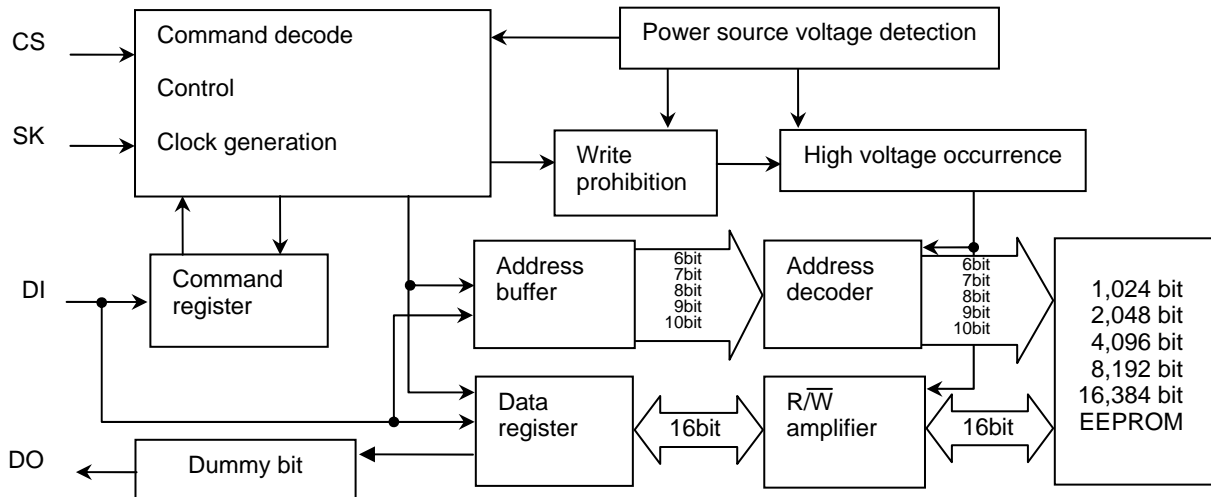 CS
SK
DI
DO
Command decode
Control
Clock generation
Power source voltage detection
Write
prohibition
High voltage occurrence
Command
register
Address
buffer
6bit
7bit
8bit
9bit
10bit
Address
decoder
6bit
7bit
8bit
9bit
10bit
1,024 bit
2,048 bit
4,096 bit
8,192 bit
16,384 bit
EEPROM
Data
register
16bit
R/W̅
amplifier
16bit
Dummy bit